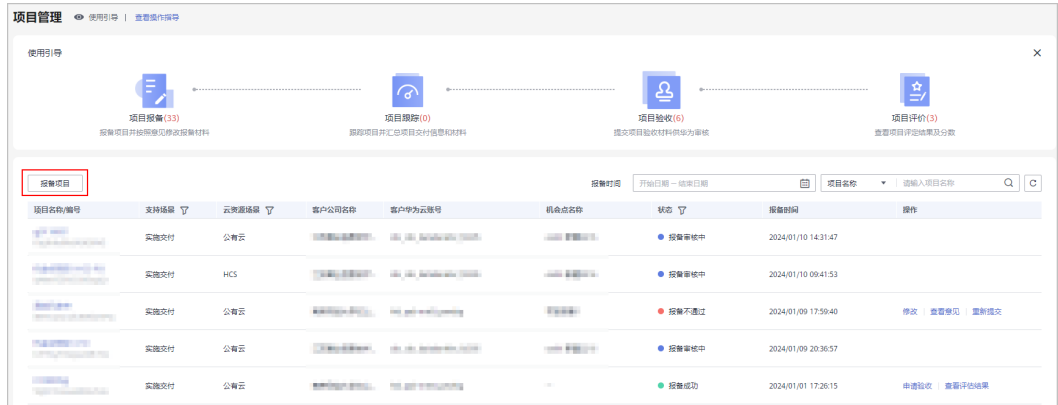 项目管理 使用引导 | 查看操作指导
使用引导
项目报备(33) 项目跟踪(0) 项目验收(6) 项目评价(3)
报备项目并按照意见修改报备材料 跟踪项目并汇总项目交付信息和材料 提交项目验收材料供华为审核 查看项目评定结果及分数
报备项目 报备时间 开始日期 – 结束日期 项目名称 请输入项目名称
项目名称/编号 支持场景 云资源场景 客户公司名称 客户华为云账号 机会点名称 状态 报备时间 操作
实施交付 公有云 报备审核中 2024/01/10 14:31:47
实施交付 HCS 报备审核中 2024/01/10 09:41:53
实施交付 公有云 报备不通过 2024/01/09 17:59:40 修改 | 查看意见 | 重新提交
实施交付 公有云 报备审核中 2024/01/09 20:36:57
实施交付 公有云 报备成功 2024/01/01 17:26:15 申请验收 | 查看评估结果